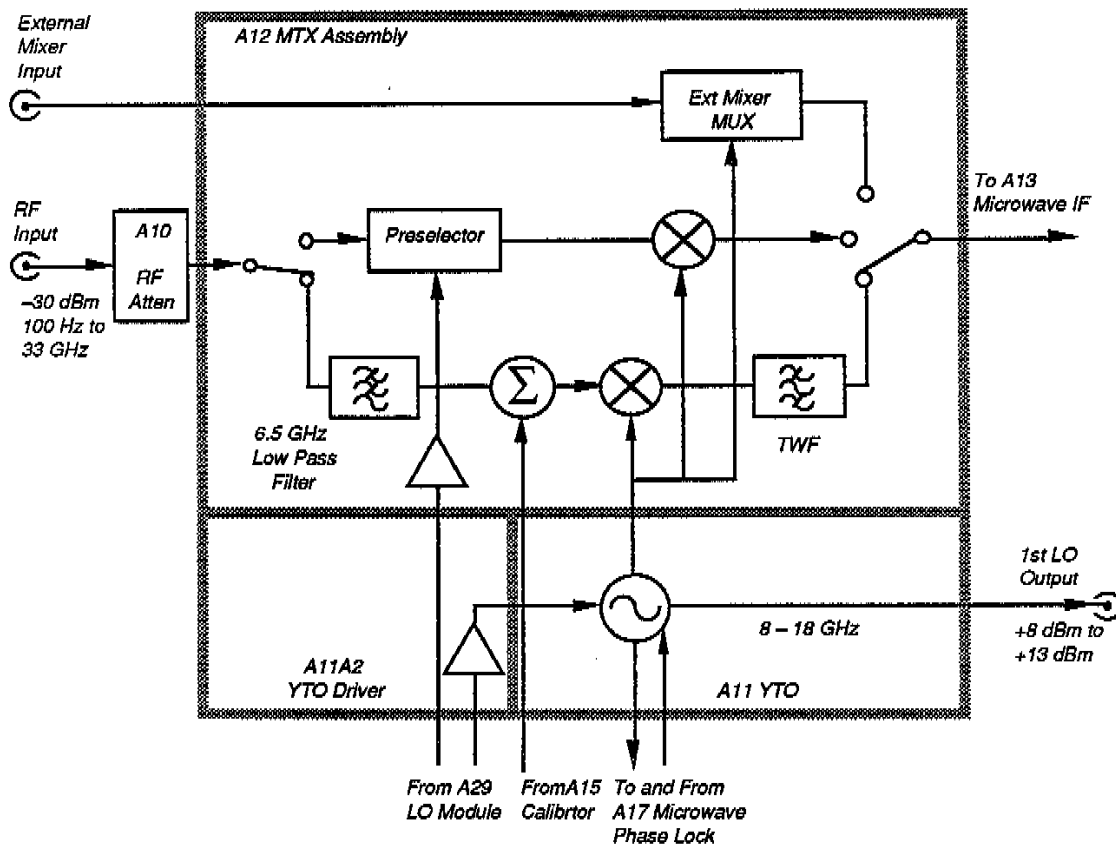 External
Mixer
Input
A12 MTX Assembly
Ext Mixer
MUX
To A13
Microwave IF
RF
Input
A10
RF
Atten
Preselector
–30 dBm
100 Hz to
33 GHz
Σ
6.5 GHz
Low Pass
Filter
TWF
1st LO
Output
8 – 18 GHz
+8 dBm to
+13 dBm
A11A2
YTO Driver
A11 YTO
From A29
LO Module
FromA15
Calibrtor
To and From
A17 Microwave
Phase Lock